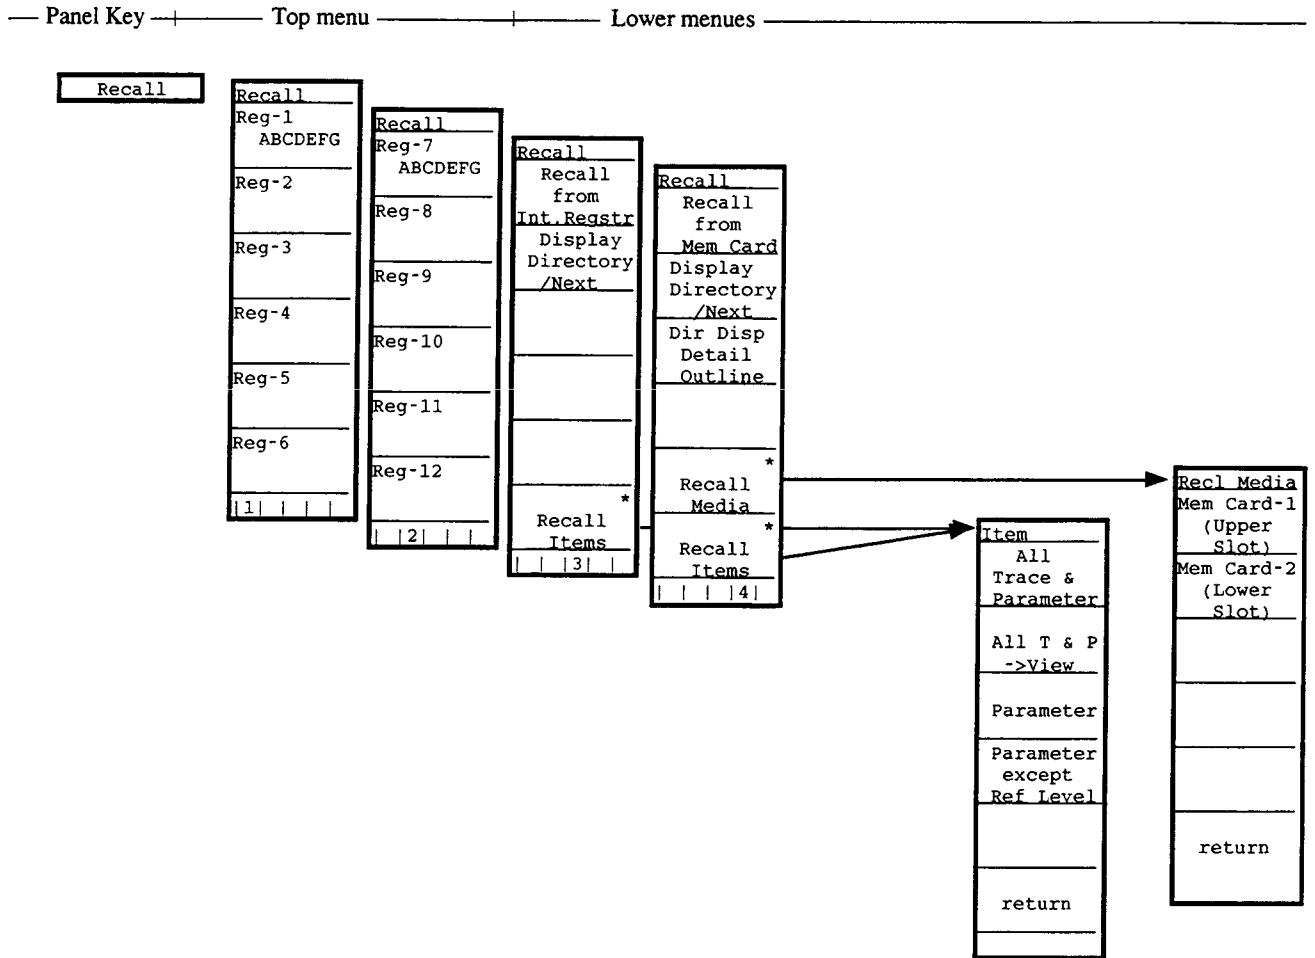 Panel Key
Top menu
Lower menues
Recall
Recall
Reg-1
ABCDEFG
Reg-2
Reg-3
Reg-4
Reg-5
Reg-6
|1| | | |
Recall
Reg-7
ABCDEFG
Reg-8
Reg-9
Reg-10
Reg-11
Reg-12
| |2| | |
Recall
Recall
from
Int.Regstr
Display
Directory
/Next
*
Recall
Items
| | |3| |
Recall
Recall
from
Mem Card
Display
Directory
/Next
Dir Disp
Detail
Outline
*
Recall
Media
*
Recall
Items
| | | |4|
Item
All
Trace &
Parameter
All T & P
->View
Parameter
Parameter
except
Ref Level
return
Recl Media
Mem Card-1
(Upper
Slot)
Mem Card-2
(Lower
Slot)
return